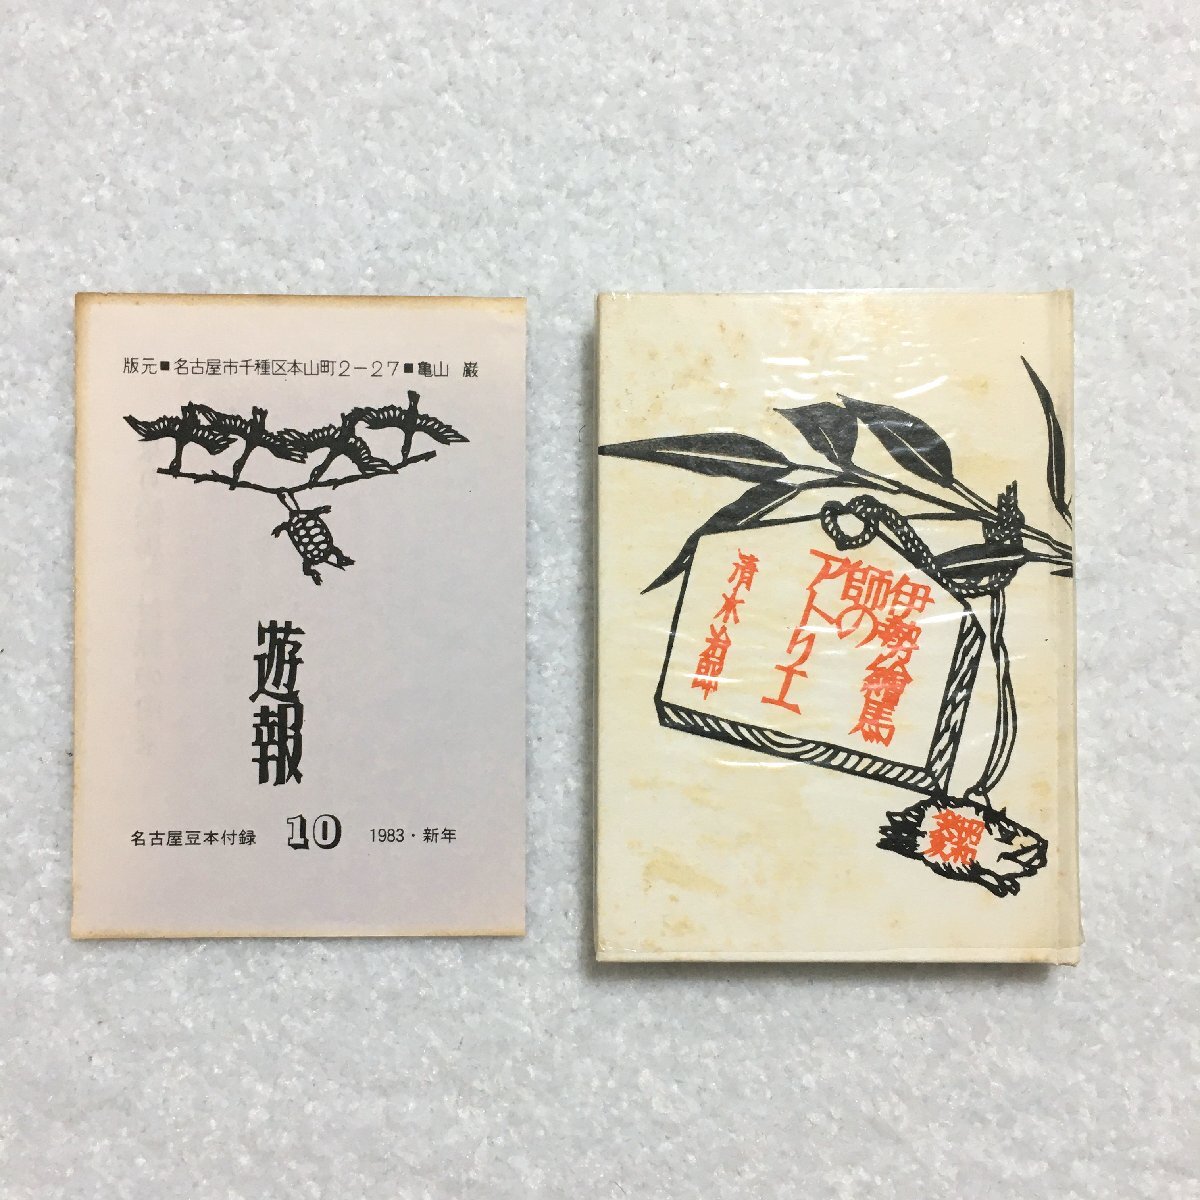 版元■名古屋市千種区本山町2-27■亀山 巌
遊報
名古屋豆本付録 10 1983・新年
伊勢繪馬
師の
アトリエ
清水治郎